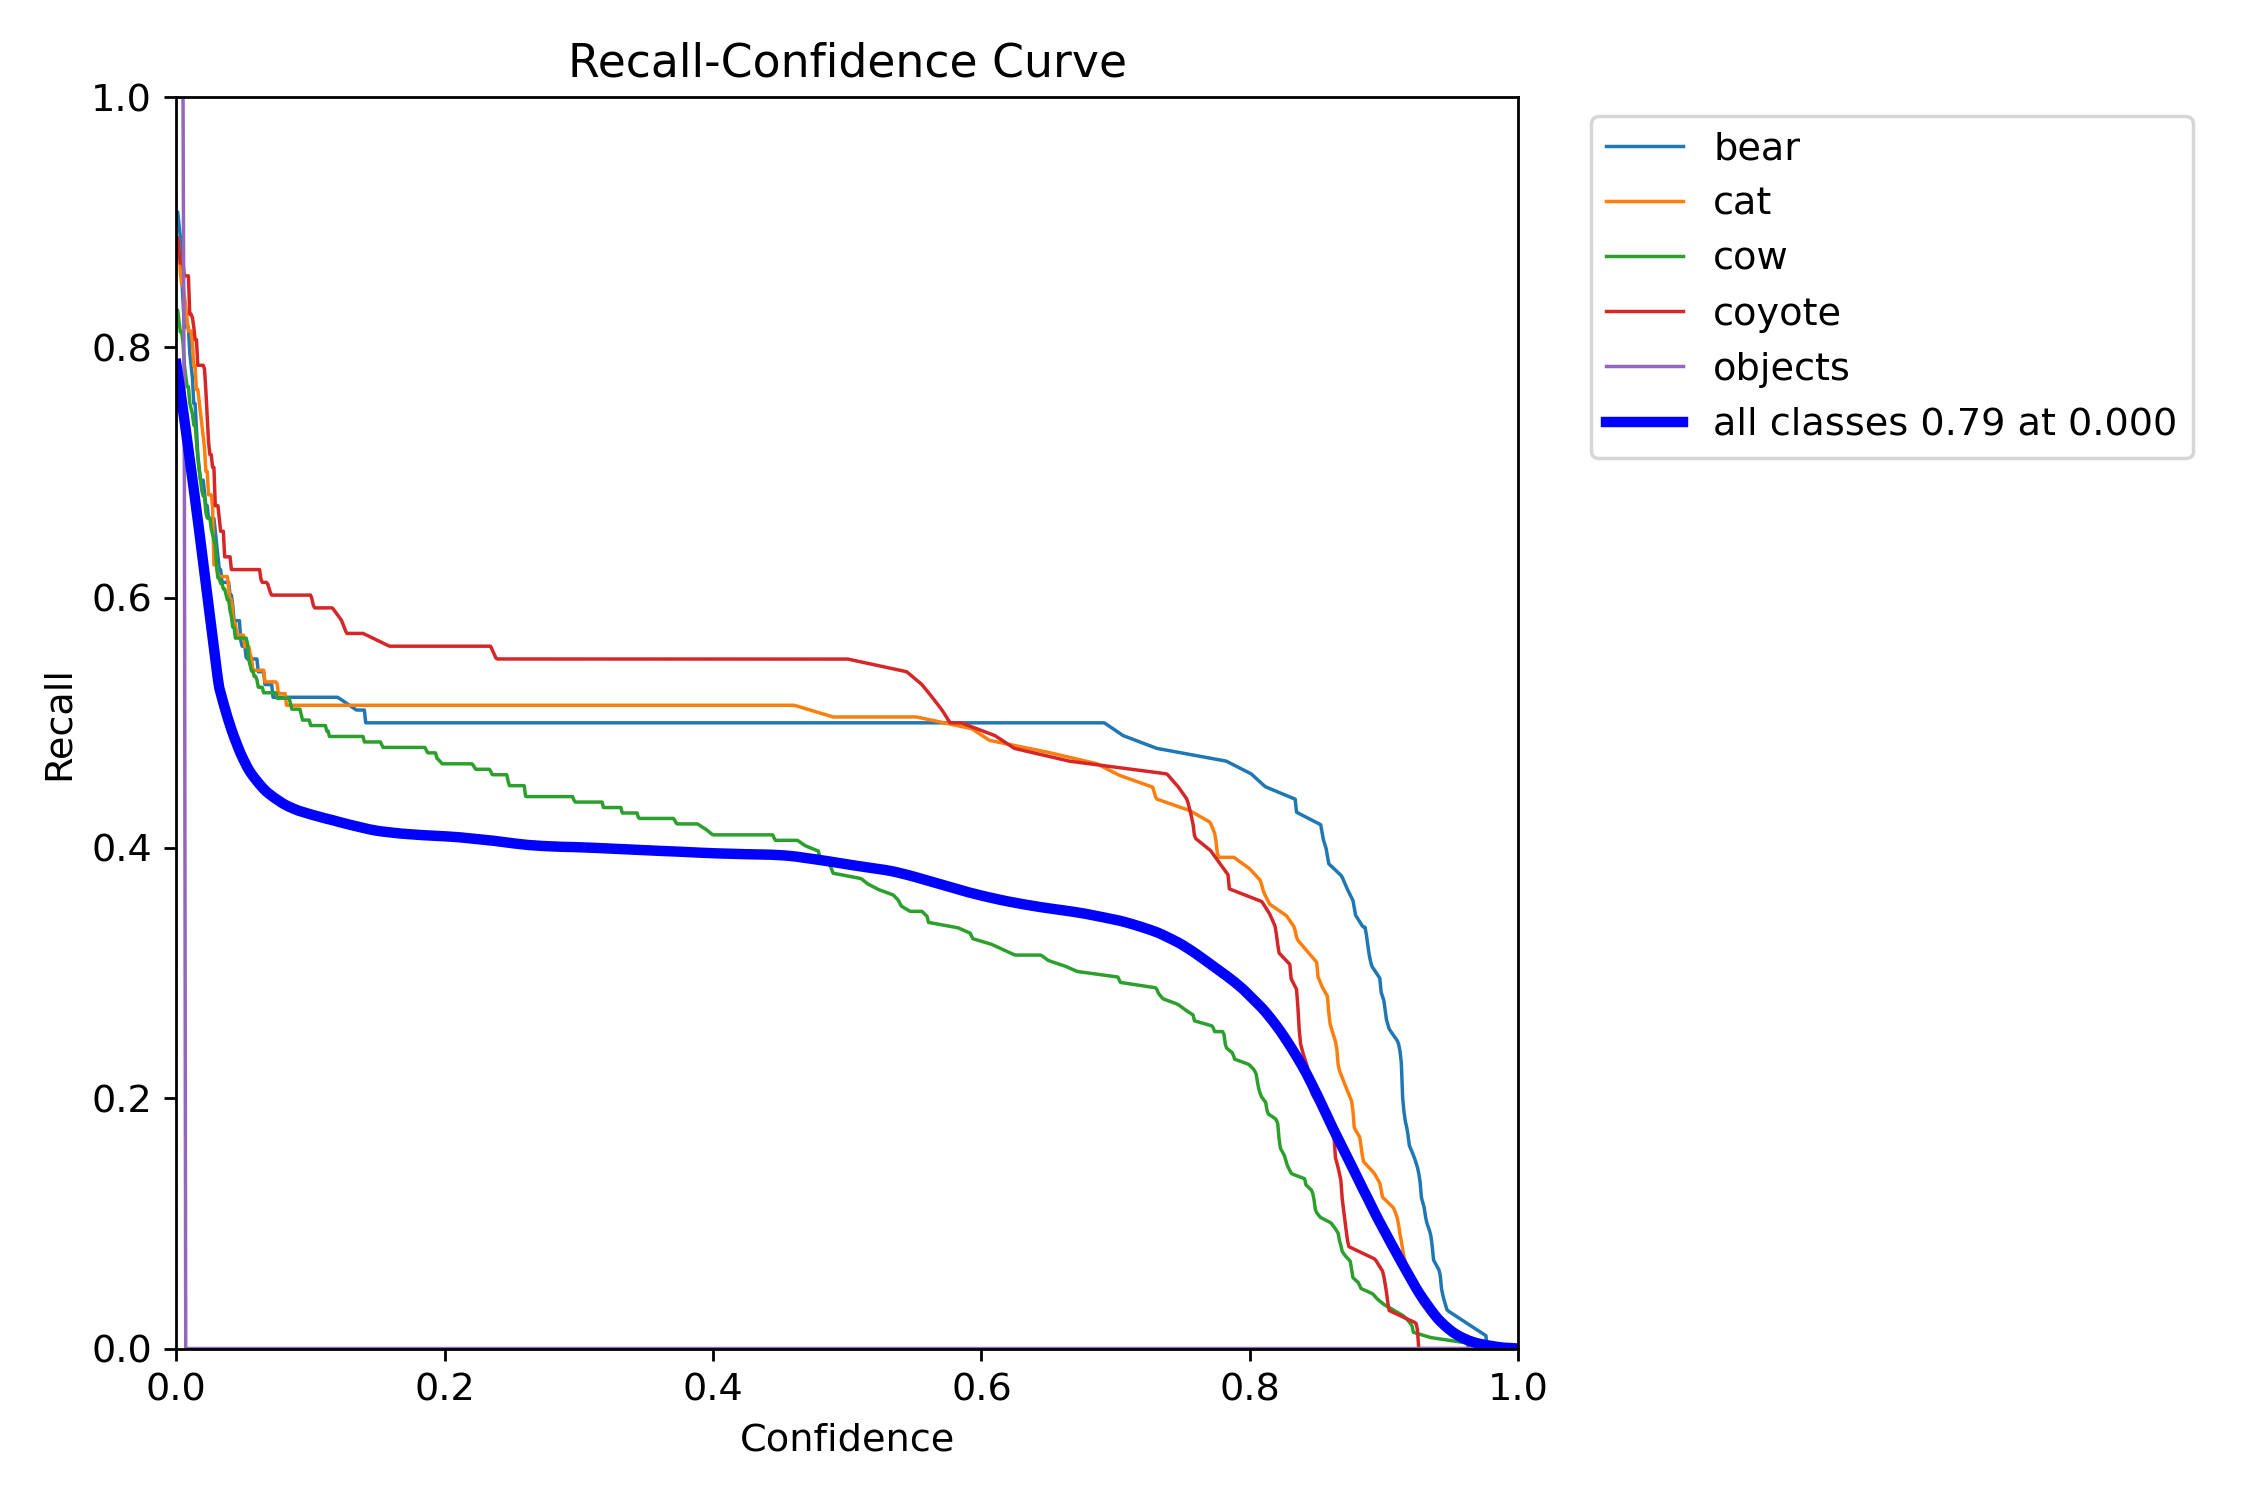 Recall-Confidence Curve
1.0
0.8
0.6
0.4
0.2
0.0
Recall
0.0 0.2 0.4 0.6 0.8 1.0
Confidence
bear
cat
cow
coyote
objects
all classes 0.79 at 0.000